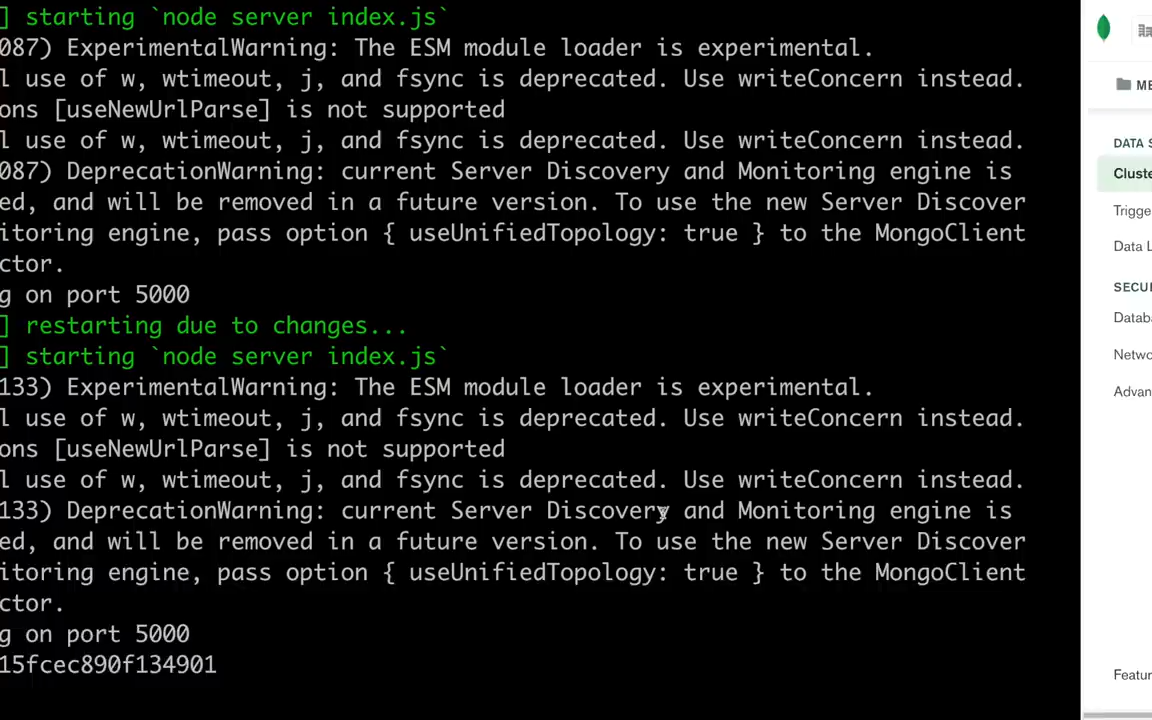 ] starting `node server index.js`
087) ExperimentalWarning: The ESM module loader is experimental.
l use of w, wtimeout, j, and fsync is deprecated. Use writeConcern instead.
ons [useNewUrlParse] is not supported
l use of w, wtimeout, j, and fsync is deprecated. Use writeConcern instead.
087) DeprecationWarning: current Server Discovery and Monitoring engine is
ed, and will be removed in a future version. To use the new Server Discover
itoring engine, pass option { useUnifiedTopology: true } to the MongoClient
ctor.
g on port 5000
] restarting due to changes...
] starting `node server index.js`
133) ExperimentalWarning: The ESM module loader is experimental.
l use of w, wtimeout, j, and fsync is deprecated. Use writeConcern instead.
ons [useNewUrlParse] is not supported
l use of w, wtimeout, j, and fsync is deprecated. Use writeConcern instead.
133) DeprecationWarning: current Server Discovery and Monitoring engine is
ed, and will be removed in a future version. To use the new Server Discover
itoring engine, pass option { useUnifiedTopology: true } to the MongoClient
ctor.
g on port 5000
15fcec890f134901
ME
DATA S
Cluste
Trigge
Data L
SECU
Databa
Netwo
Advan
Featur